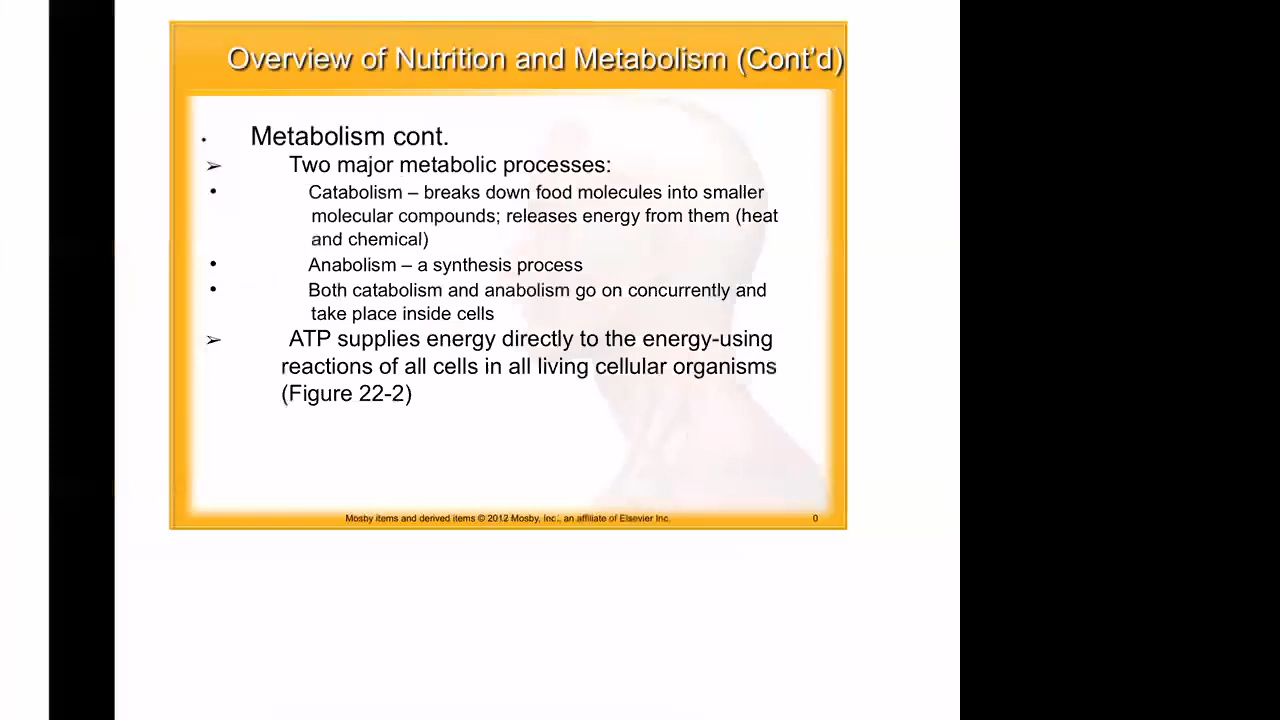 Overview of Nutrition and Metabolism (Cont'd)
• Metabolism cont.
➢ Two major metabolic processes:
• Catabolism – breaks down food molecules into smaller
molecular compounds; releases energy from them (heat
and chemical)
• Anabolism – a synthesis process
• Both catabolism and anabolism go on concurrently and
take place inside cells
➢ ATP supplies energy directly to the energy-using
reactions of all cells in all living cellular organisms
(Figure 22-2)
Mosby items and derived items © 2012 Mosby, Inc., an affiliate of Elsevier Inc. 0